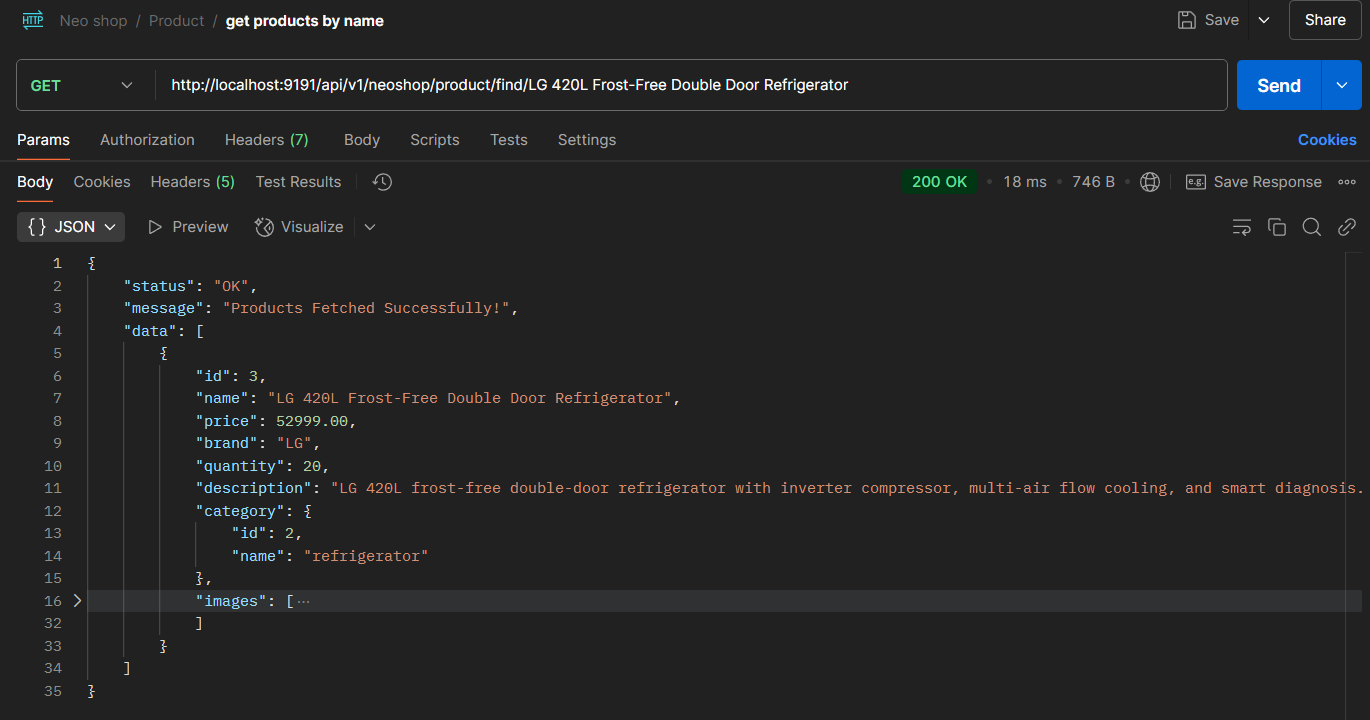 HTTP Neo shop / Product / get products by name Save Share
GET http://localhost:9191/api/v1/neoshop/product/find/LG 420L Frost-Free Double Door Refrigerator Send
Params Authorization Headers (7) Body Scripts Tests Settings Cookies
Body Cookies Headers (5) Test Results 200 OK • 18 ms • 746 B • e.g. Save Response
{} JSON Preview Visualize
1 {
2 "status": "OK",
3 "message": "Products Fetched Successfully!",
4 "data": [
5 {
6 "id": 3,
7 "name": "LG 420L Frost-Free Double Door Refrigerator",
8 "price": 52999.00,
9 "brand": "LG",
10 "quantity": 20,
11 "description": "LG 420L frost-free double-door refrigerator with inverter compressor, multi-air flow cooling, and smart diagnosis.
12 "category": {
13 "id": 2,
14 "name": "refrigerator"
15 },
16 "images": [ ···
32 ]
33 }
34 ]
35 }